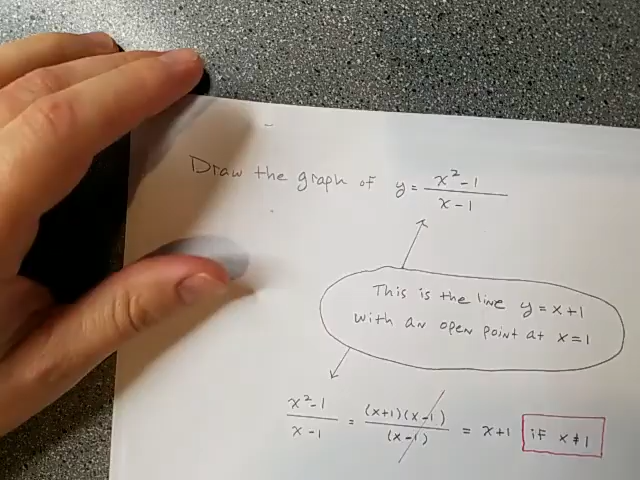 Draw the graph of y = x²-1 / x-1
This is the line y = x+1
with an open point at x=1
x²-1 / x-1 = (x+1)(x-1) / (x-1) = x+1 if x≠1